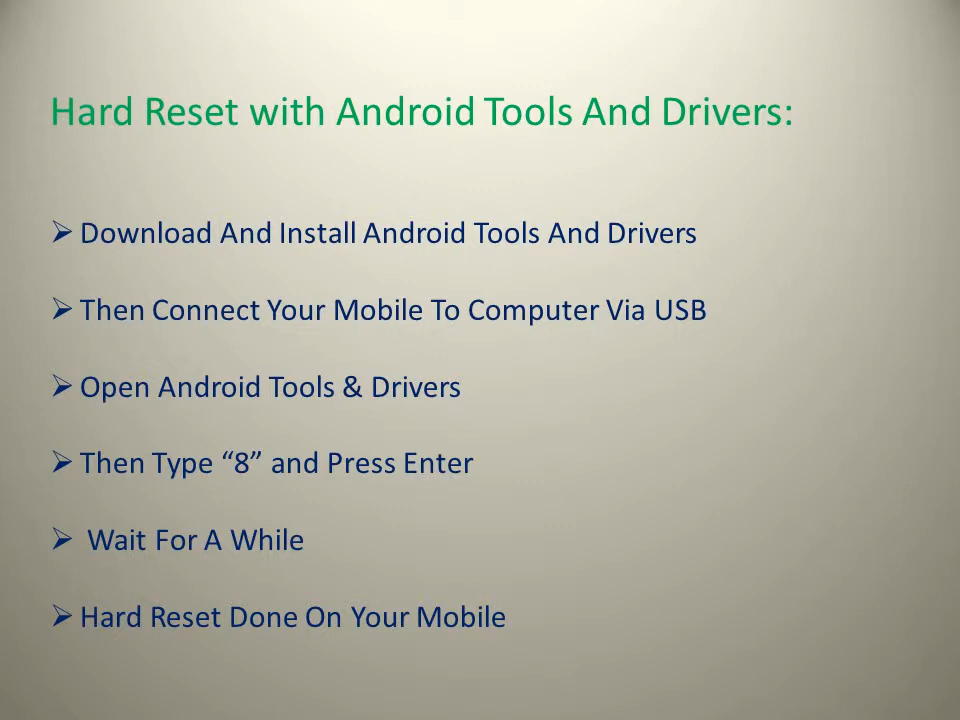 Hard Reset with Android Tools And Drivers:
➢ Download And Install Android Tools And Drivers
➢ Then Connect Your Mobile To Computer Via USB
➢ Open Android Tools & Drivers
➢ Then Type “8” and Press Enter
➢ Wait For A While
➢ Hard Reset Done On Your Mobile